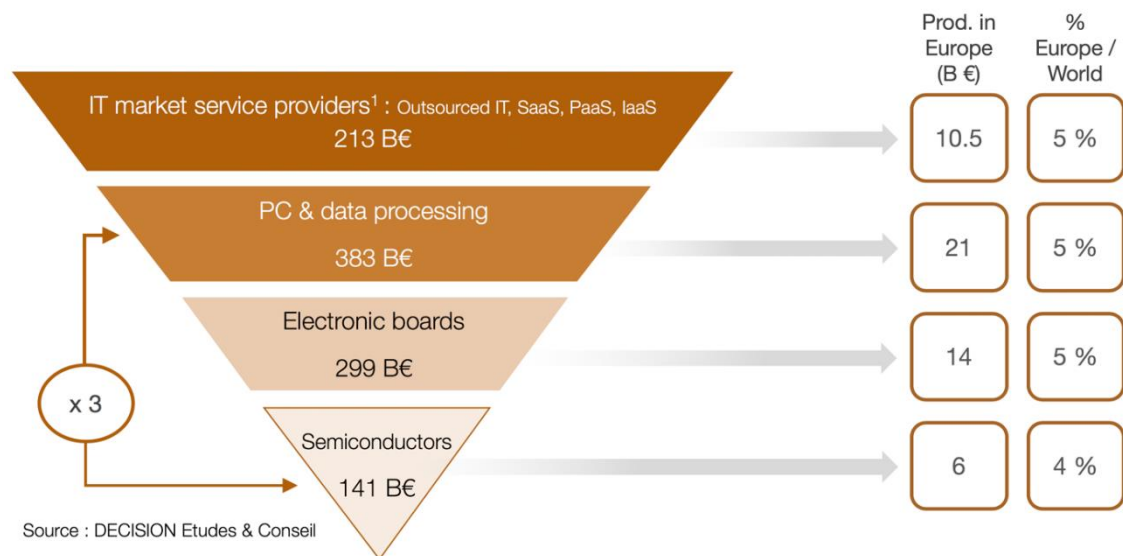 Prod. in
Europe
(B €)
%
Europe /
World
IT market service providers¹ : Outsourced IT, SaaS, PaaS, IaaS
213 B€
10.5
5 %
PC & data processing
383 B€
21
5 %
Electronic boards
299 B€
14
5 %
x 3
Semiconductors
141 B€
6
4 %
Source : DECISION Etudes & Conseil